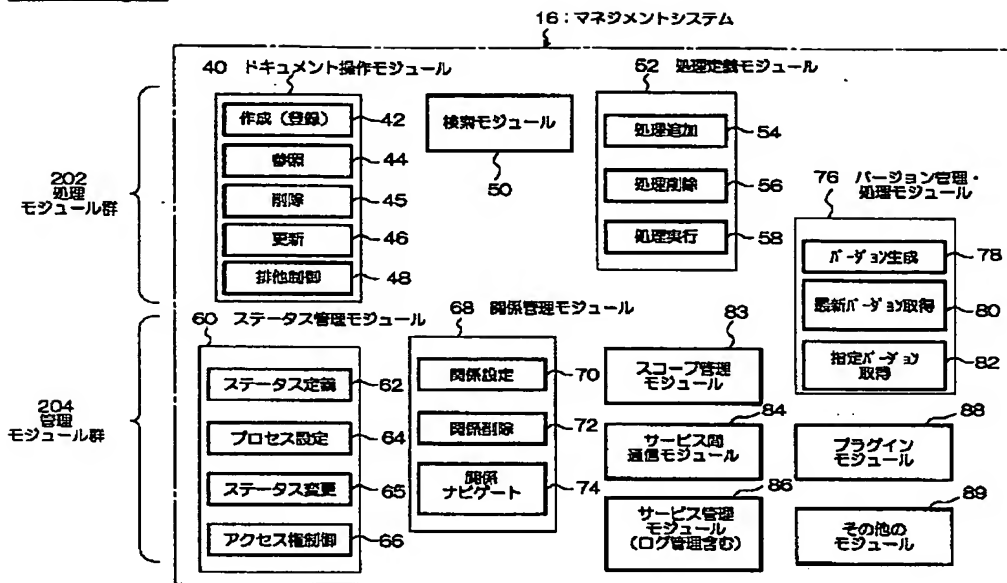 16：マネジメントシステム
40 ドキュメント操作モジュール
作成（登録）
42
参照
44
削除
45
更新
46
排他制御
48
検索モジュール
50
52 処理定義モジュール
処理追加
54
処理削除
56
処理実行
58
202
処理
モジュール群
76 バージョン管理・
処理モジュール
バージョン生成
78
最新バージョン取得
80
指定バージョン
取得
82
204
管理
モジュール群
60 ステータス管理モジュール
ステータス定義
62
プロセス設定
64
ステータス変更
65
アクセス権制御
66
68 関係管理モジュール
関係設定
70
関係削除
72
関係
ナビゲート
74
83
スコープ管理
モジュール
84
サービス間
通信モジュール
86
サービス管理
モジュール
（ログ管理含む）
88
プラグイン
モジュール
89
その他の
モジュール